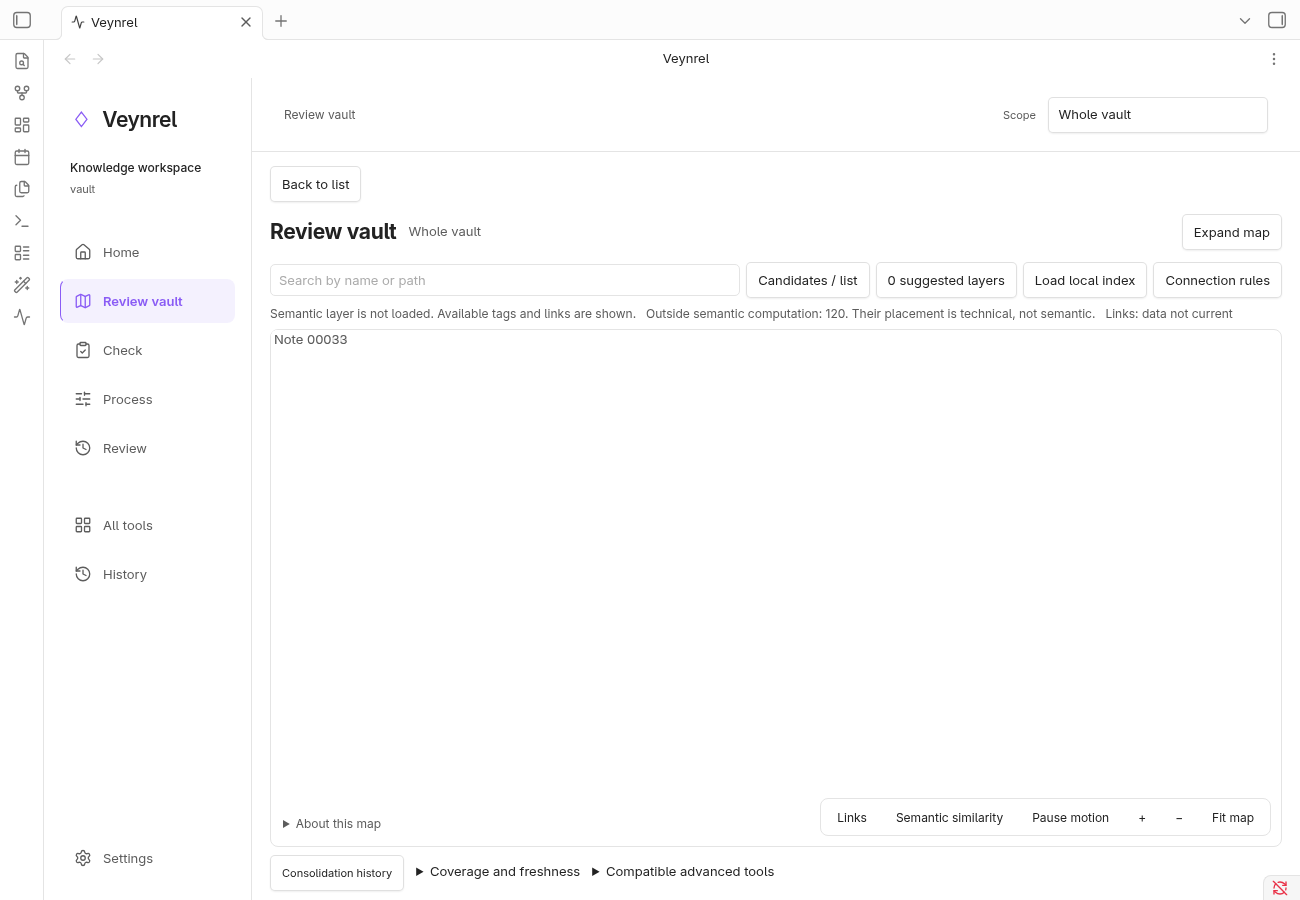 Veynrel
Veynrel
Veynrel
Knowledge workspace
vault
Home
Review vault
Check
Process
Review
All tools
History
Settings
Review vault
Scope
Whole vault
Back to list
Review vault
Whole vault
Expand map
Search by name or path
Candidates / list
0 suggested layers
Load local index
Connection rules
Semantic layer is not loaded. Available tags and links are shown. Outside semantic computation: 120. Their placement is technical, not semantic. Links: data not current
Note 00033
About this map
Links
Semantic similarity
Pause motion
+
−
Fit map
Consolidation history
Coverage and freshness
Compatible advanced tools